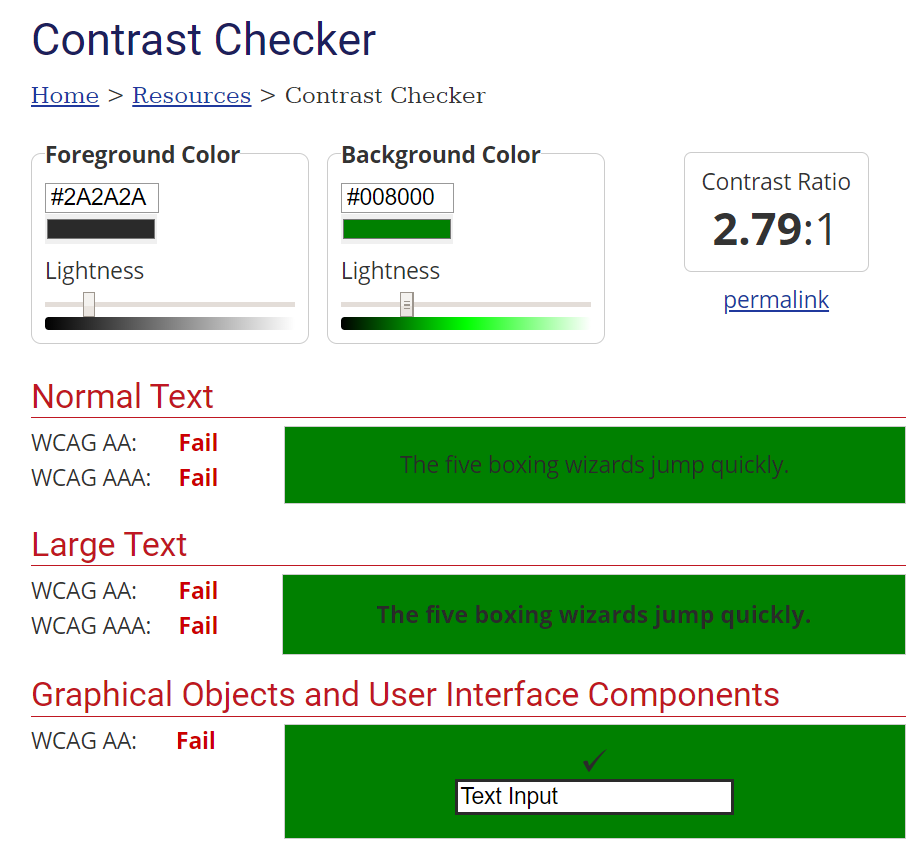 Contrast Checker
Home > Resources > Contrast Checker
Foreground Color
#2A2A2A
Lightness
Background Color
#008000
Lightness
Contrast Ratio
2.79:1
permalink
Normal Text
WCAG AA: Fail
WCAG AAA: Fail
The five boxing wizards jump quickly.
Large Text
WCAG AA: Fail
WCAG AAA: Fail
The five boxing wizards jump quickly.
Graphical Objects and User Interface Components
WCAG AA: Fail
✓
Text Input